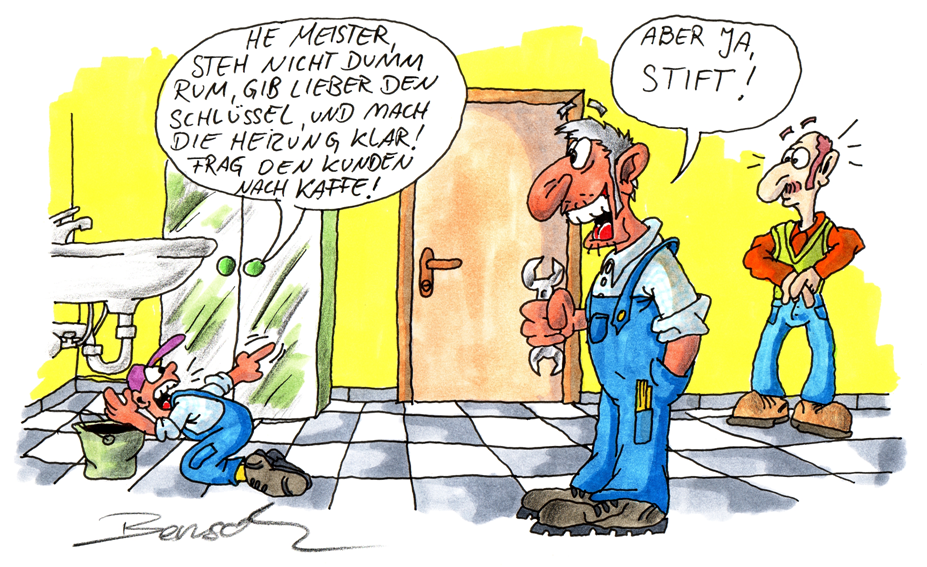 HE MEISTER,
STEH NICHT DUMM
RUM, GIB LIEBER DEN
SCHLÜSSEL, UND MACH
DIE HEIZUNG KLAR!
FRAG DEN KUNDEN
NACH KAFFE!
ABER JA,
STIFT!